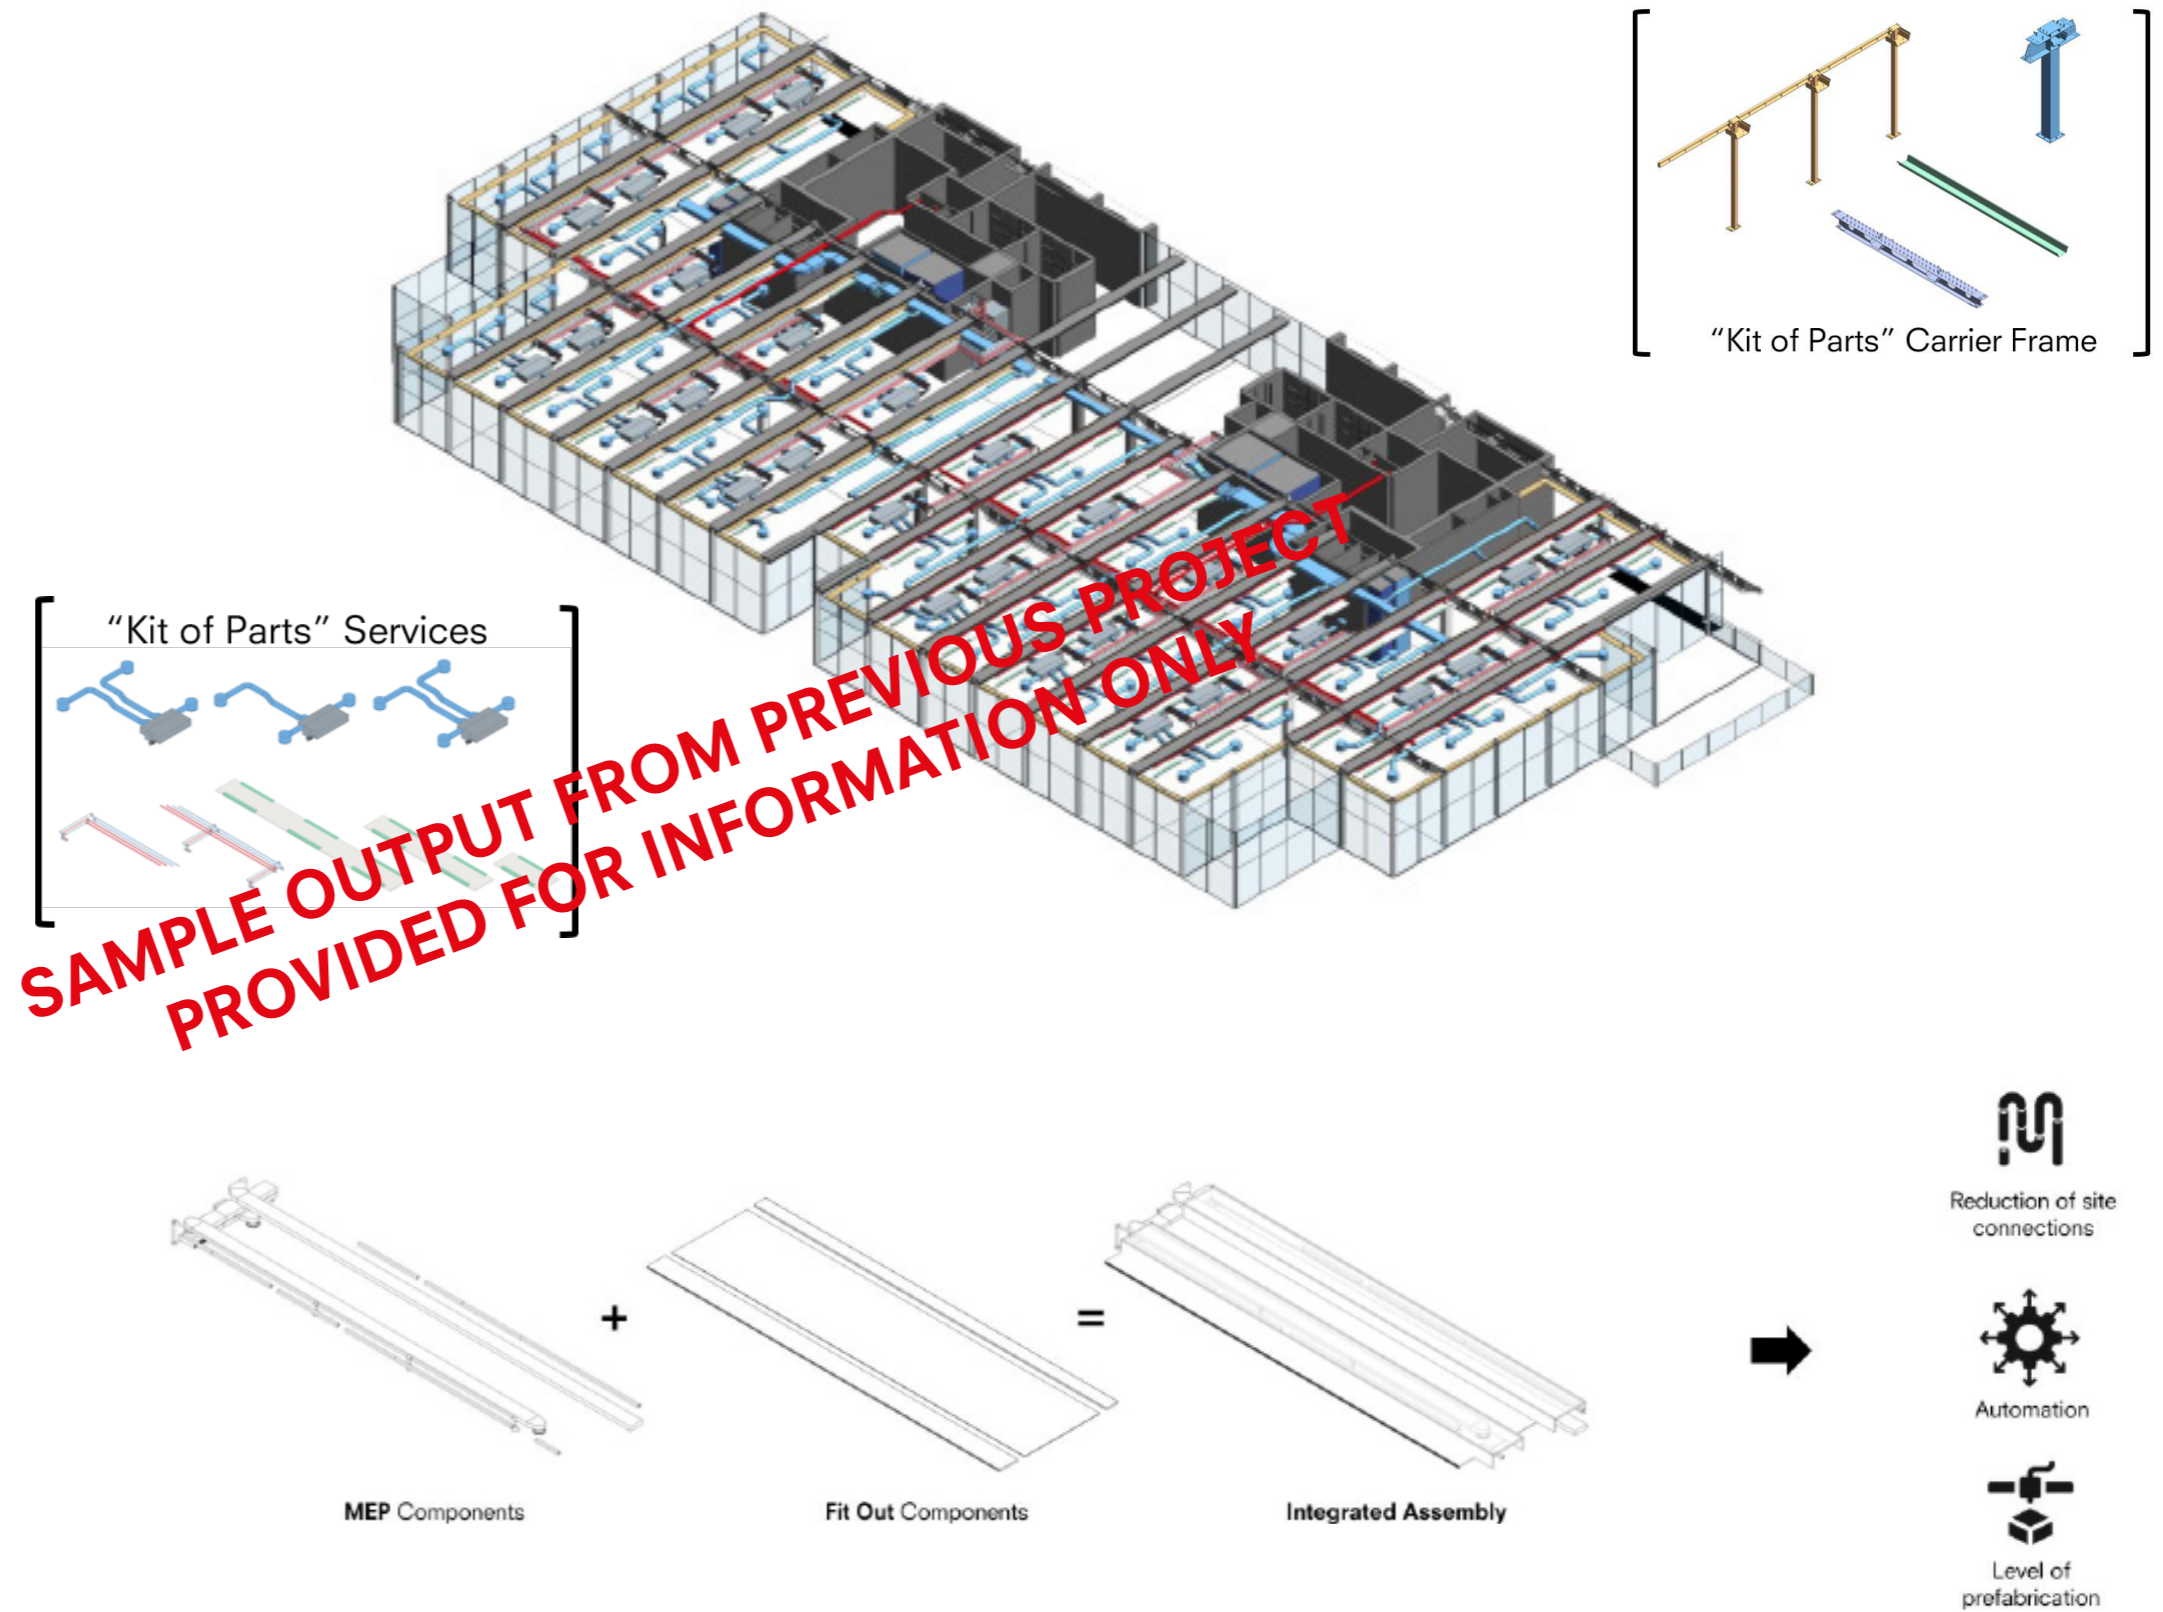 “Kit of Parts” Carrier Frame
“Kit of Parts” Services
SAMPLE OUTPUT FROM PREVIOUS PROJECT
PROVIDED FOR INFORMATION ONLY
+
=
MEP Components
Fit Out Components
Integrated Assembly
Reduction of site
connections
Automation
Level of
prefabrication